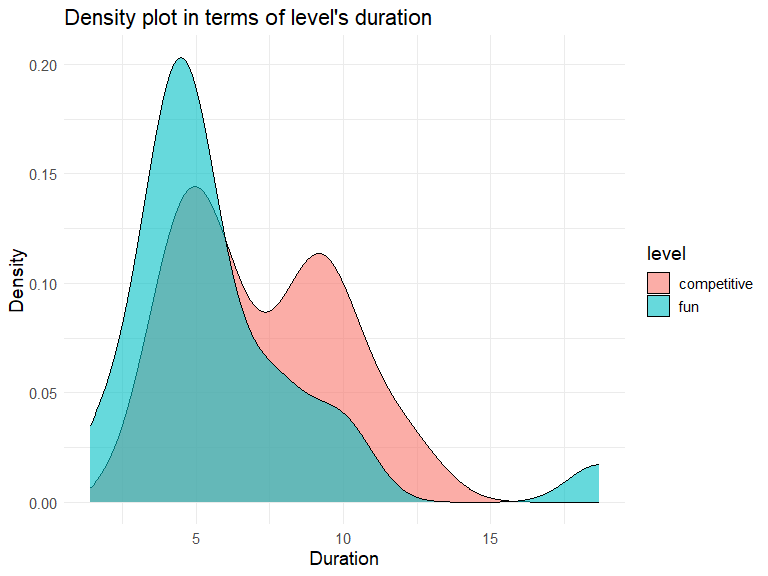 Density plot in terms of level's duration
Density
0.20
0.15
0.10
0.05
0.00
5
10
15
Duration
level
competitive
fun